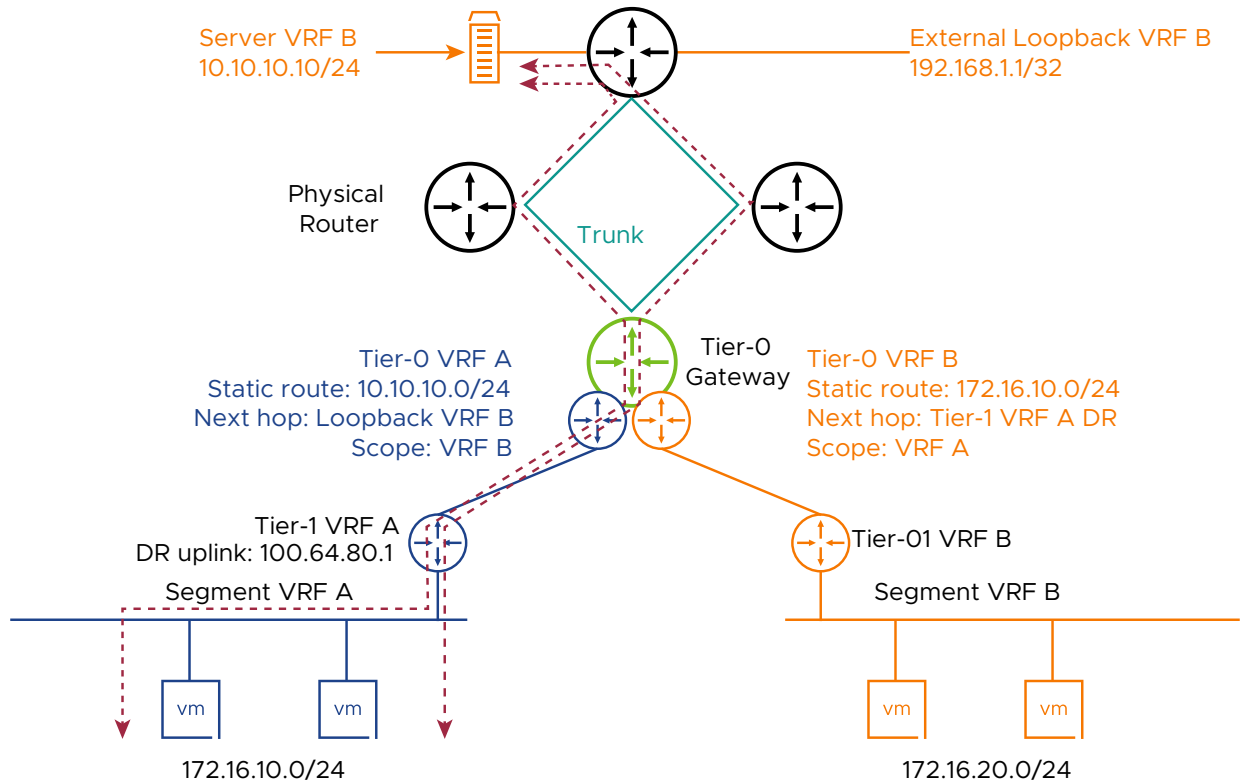 Server VRF B
10.10.10.10/24
External Loopback VRF B
192.168.1.1/32
Physical
Router
Trunk
Tier-0
Gateway
Tier-0 VRF A
Static route: 10.10.10.0/24
Next hop: Loopback VRF B
Scope: VRF B
Tier-0 VRF B
Static route: 172.16.10.0/24
Next hop: Tier-1 VRF A DR
Scope: VRF A
Tier-1 VRF A
DR uplink: 100.64.80.1
Tier-01 VRF B
Segment VRF A
Segment VRF B
vm
vm
vm
vm
172.16.10.0/24
172.16.20.0/24